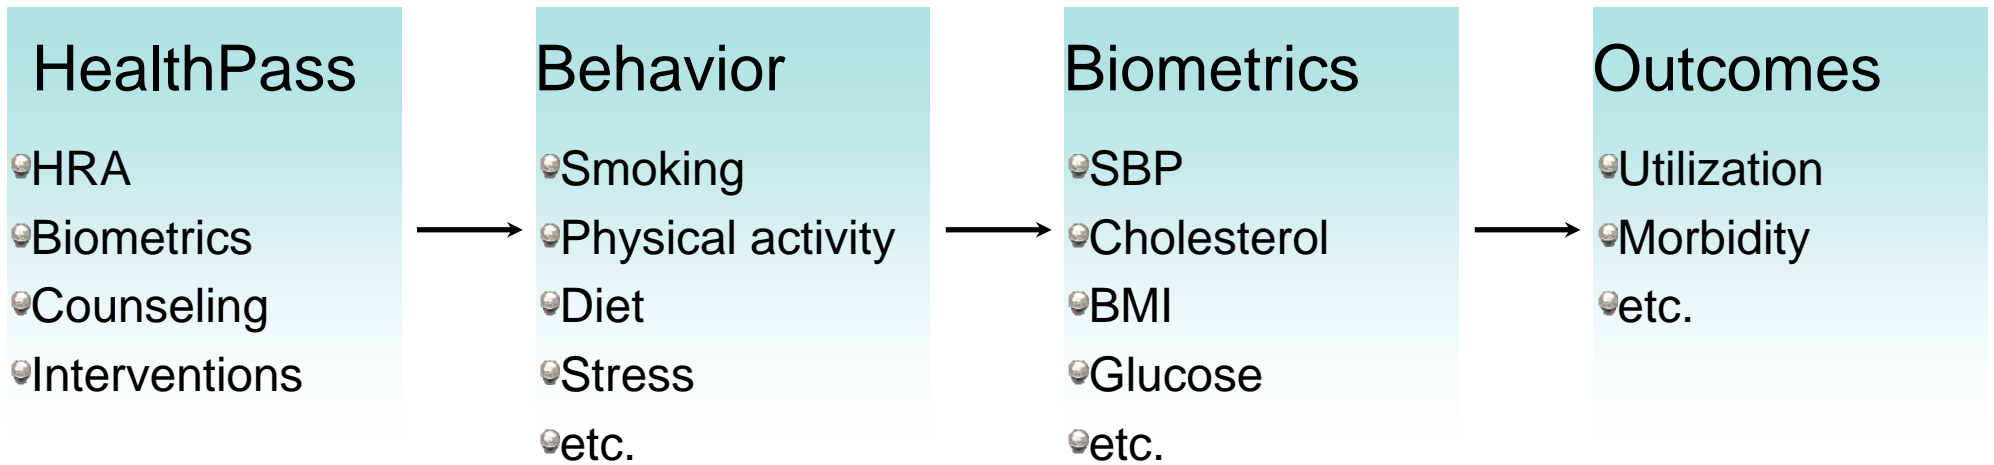 HealthPass
HRA
Biometrics
Counseling
Interventions
Behavior
Smoking
Physical activity
Diet
Stress
etc.
Biometrics
SBP
Cholesterol
BMI
Glucose
etc.
Outcomes
Utilization
Morbidity
etc.